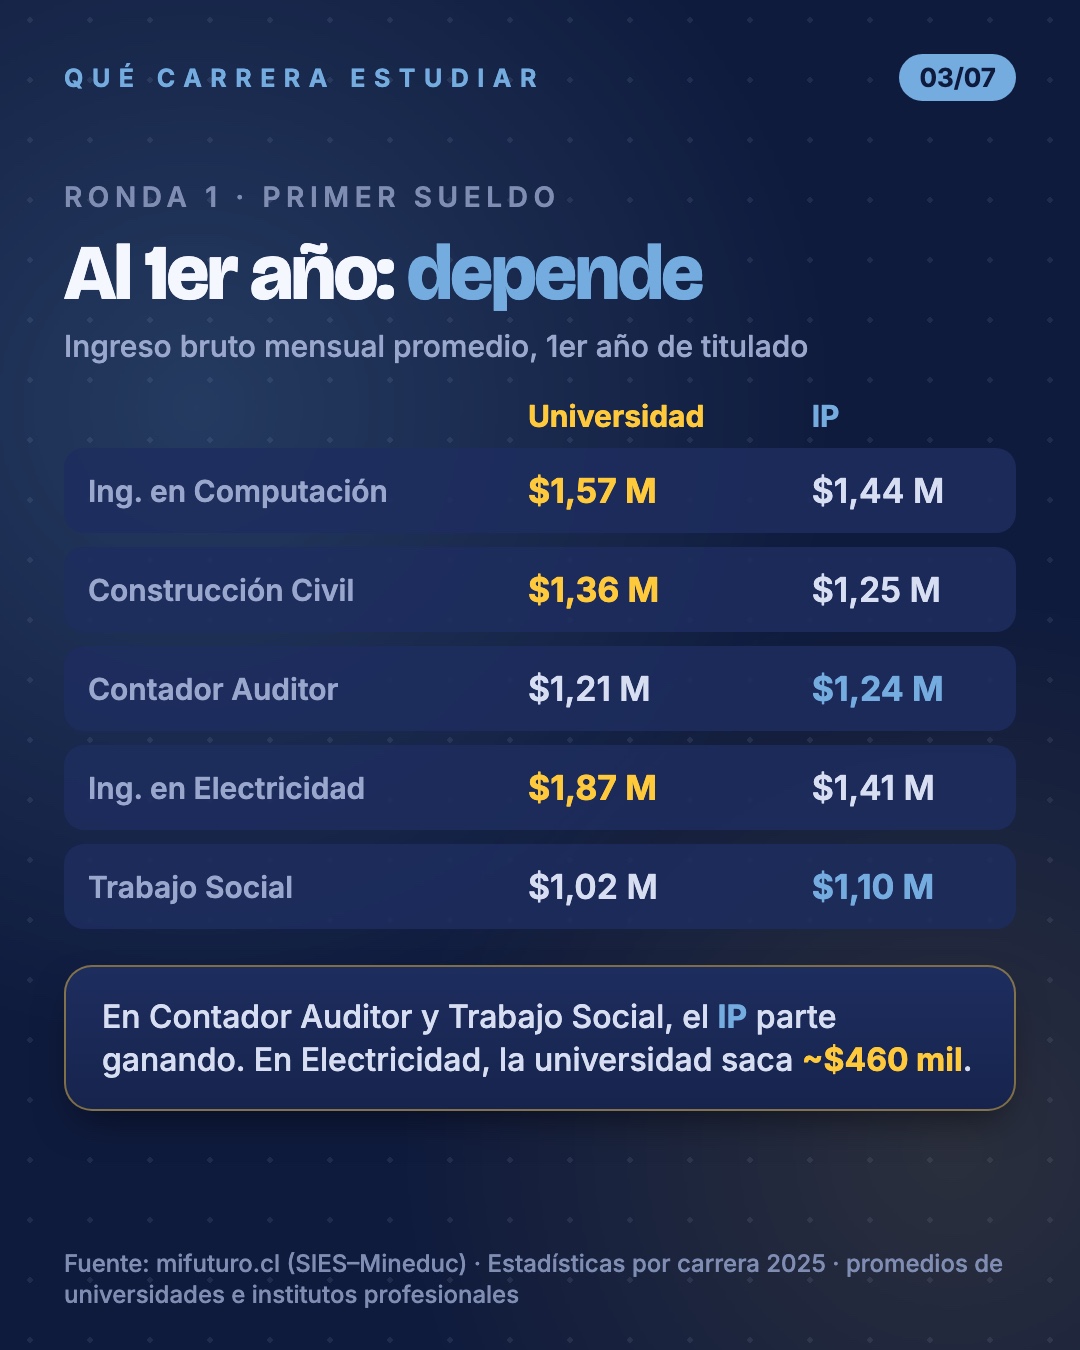 QUÉ CARRERA ESTUDIAR 03/07
RONDA 1 · PRIMER SUELDO
Al 1er año: depende
Ingreso bruto mensual promedio, 1er año de titulado
Universidad IP
Ing. en Computación $1,57 M $1,44 M
Construcción Civil $1,36 M $1,25 M
Contador Auditor $1,21 M $1,24 M
Ing. en Electricidad $1,87 M $1,41 M
Trabajo Social $1,02 M $1,10 M
En Contador Auditor y Trabajo Social, el IP parte
ganando. En Electricidad, la universidad saca ~$460 mil.
Fuente: mifuturo.cl (SIES–Mineduc) · Estadísticas por carrera 2025 · promedios de
universidades e institutos profesionales